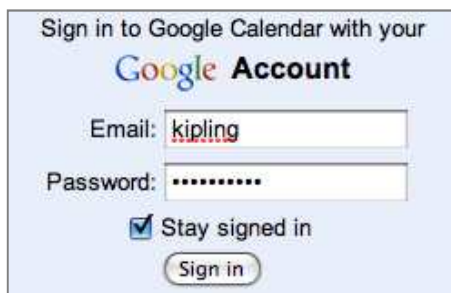 Sign in to Google Calendar with your
Google Account
Email: kipling
Password: ••••••••••
Stay signed in
Sign in